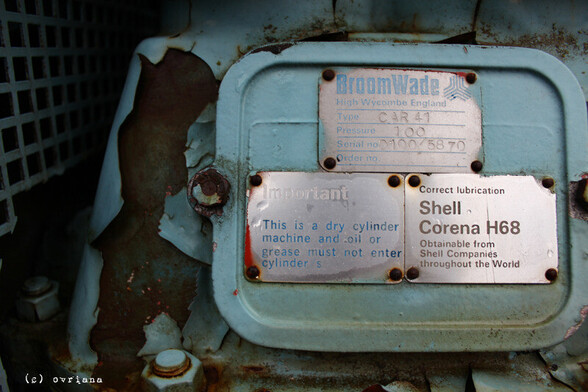 BroomWade
High Wycombe England
Type CAR 41
Pressure 100
Serial no.
Order no.
Important
This is a dry cylinder
machine and oil or
grease must not enter
cylinder s
Correct lubrication
Shell
Corena H68
Obtainable from
Shell Companies
throughout the World
(c) ovriana